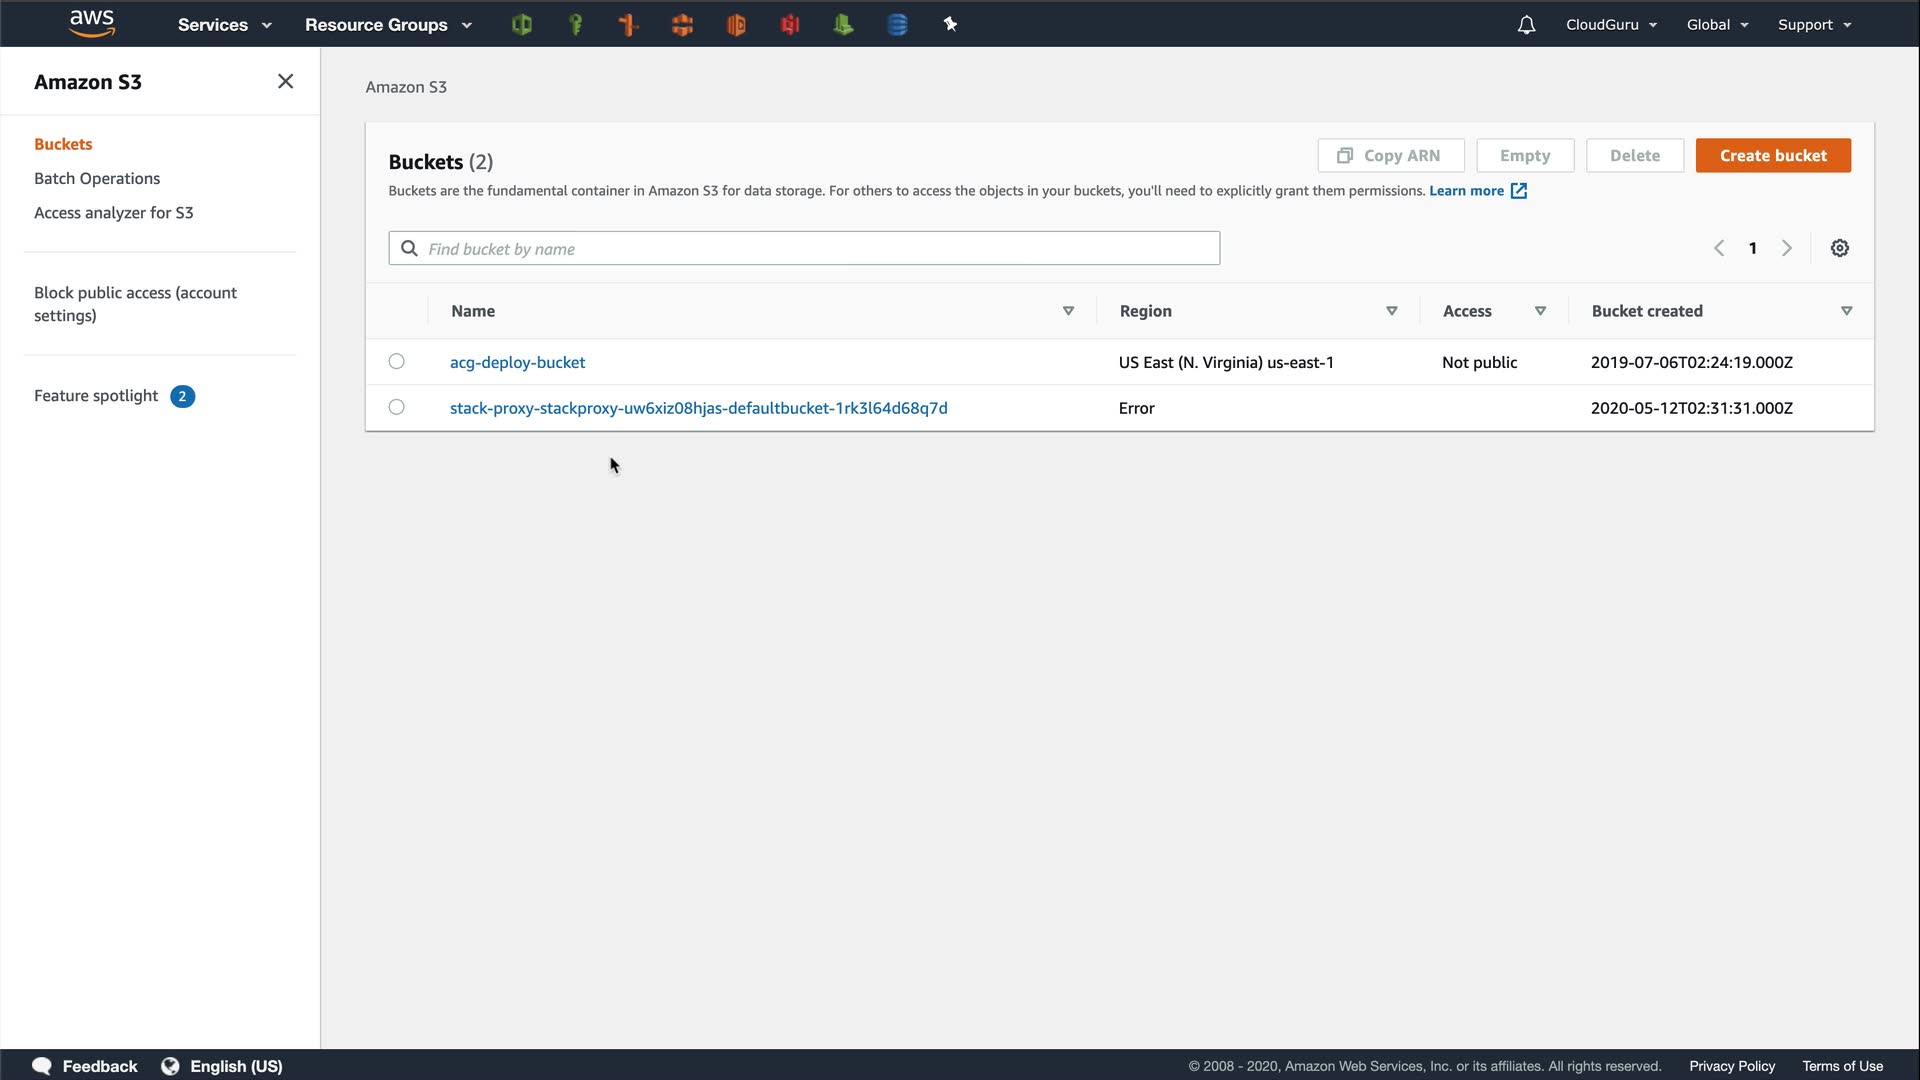 aws Services Resource Groups CloudGuru Global Support
Amazon S3
Buckets
Batch Operations
Access analyzer for S3
Block public access (account
settings)
Feature spotlight 2
Amazon S3
Buckets (2)
Copy ARN Empty Delete Create bucket
Buckets are the fundamental container in Amazon S3 for data storage. For others to access the objects in your buckets, you'll need to explicitly grant them permissions. Learn more
Find bucket by name
1
Name Region Access Bucket created
acg-deploy-bucket US East (N. Virginia) us-east-1 Not public 2019-07-06T02:24:19.000Z
stack-proxy-stackproxy-uw6xiz08hjas-defaultbucket-1rk3l64d68q7d Error 2020-05-12T02:31:31.000Z
Feedback English (US) © 2008 - 2020, Amazon Web Services, Inc. or its affiliates. All rights reserved. Privacy Policy Terms of Use